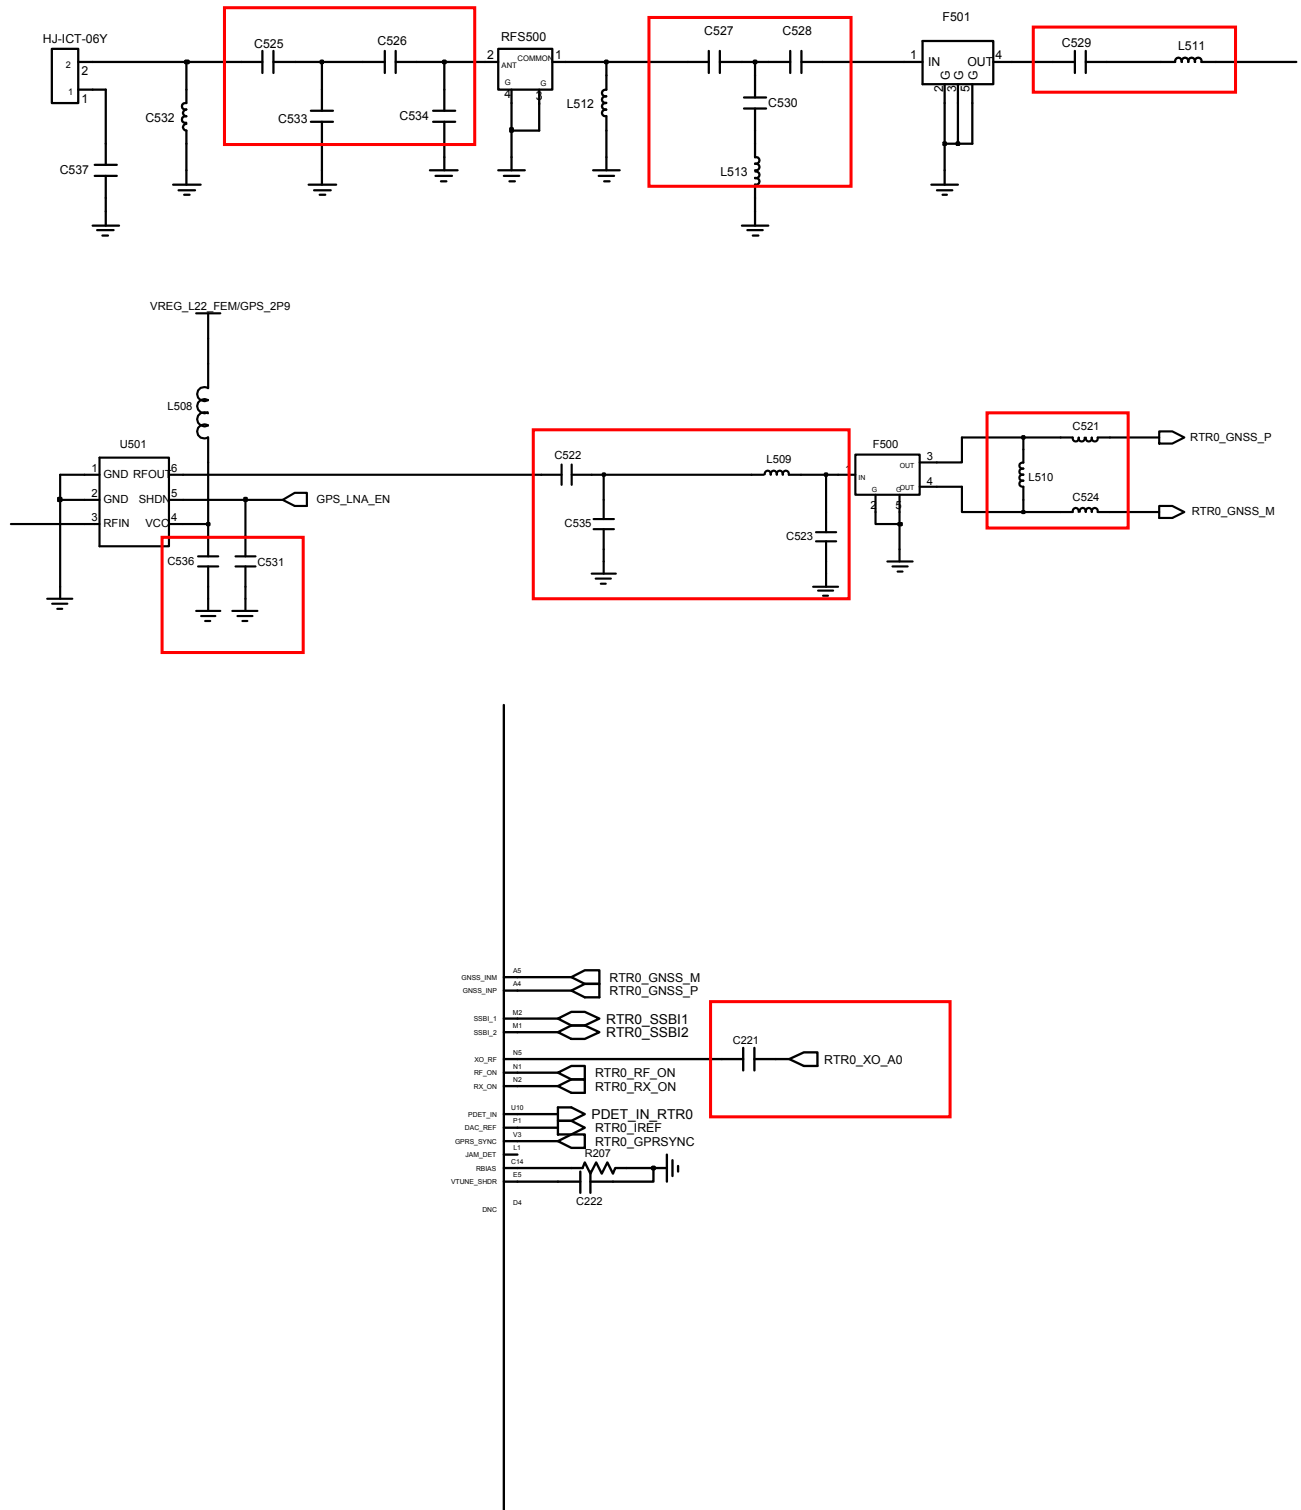 HJ-ICT-06Y
2
2
1
1
C537
C532
C525
C526
C533
C534
RFS500
2
1
ANT
COMMON
G
G
4
3
L512
C527
C528
C530
L513
F501
1
IN
OUT
4
G
G
G
2
3
5
C529
L511
VREG_L22_FEM/GPS_2P9
L508
U501
1
GND
RFOUT
6
2
GND
SHDN
5
GPS_LNA_EN
3
RFIN
VCC
4
C536
C531
C522
L509
C535
C523
F500
1
IN
OUT
3
OUT
4
G
G
2
5
C521
L510
C524
RTR0_GNSS_P
RTR0_GNSS_M
GNSS_INM A5 RTR0_GNSS_M
GNSS_INP A4 RTR0_GNSS_P
SSBI_1 M2 RTR0_SSBI1
SSBI_2 M1 RTR0_SSBI2
C221
XO_RF N5 RTR0_XO_A0
RF_ON N1 RTR0_RF_ON
RX_ON N2 RTR0_RX_ON
PDET_IN U10 PDET_IN_RTR0
DAC_REF P1 RTR0_IREF
GPRS_SYNC V3 RTR0_GPRSYNC
JAM_DET L1
R207
RBIAS C14
VTUNE_SHDR E5
C222
DNC D4